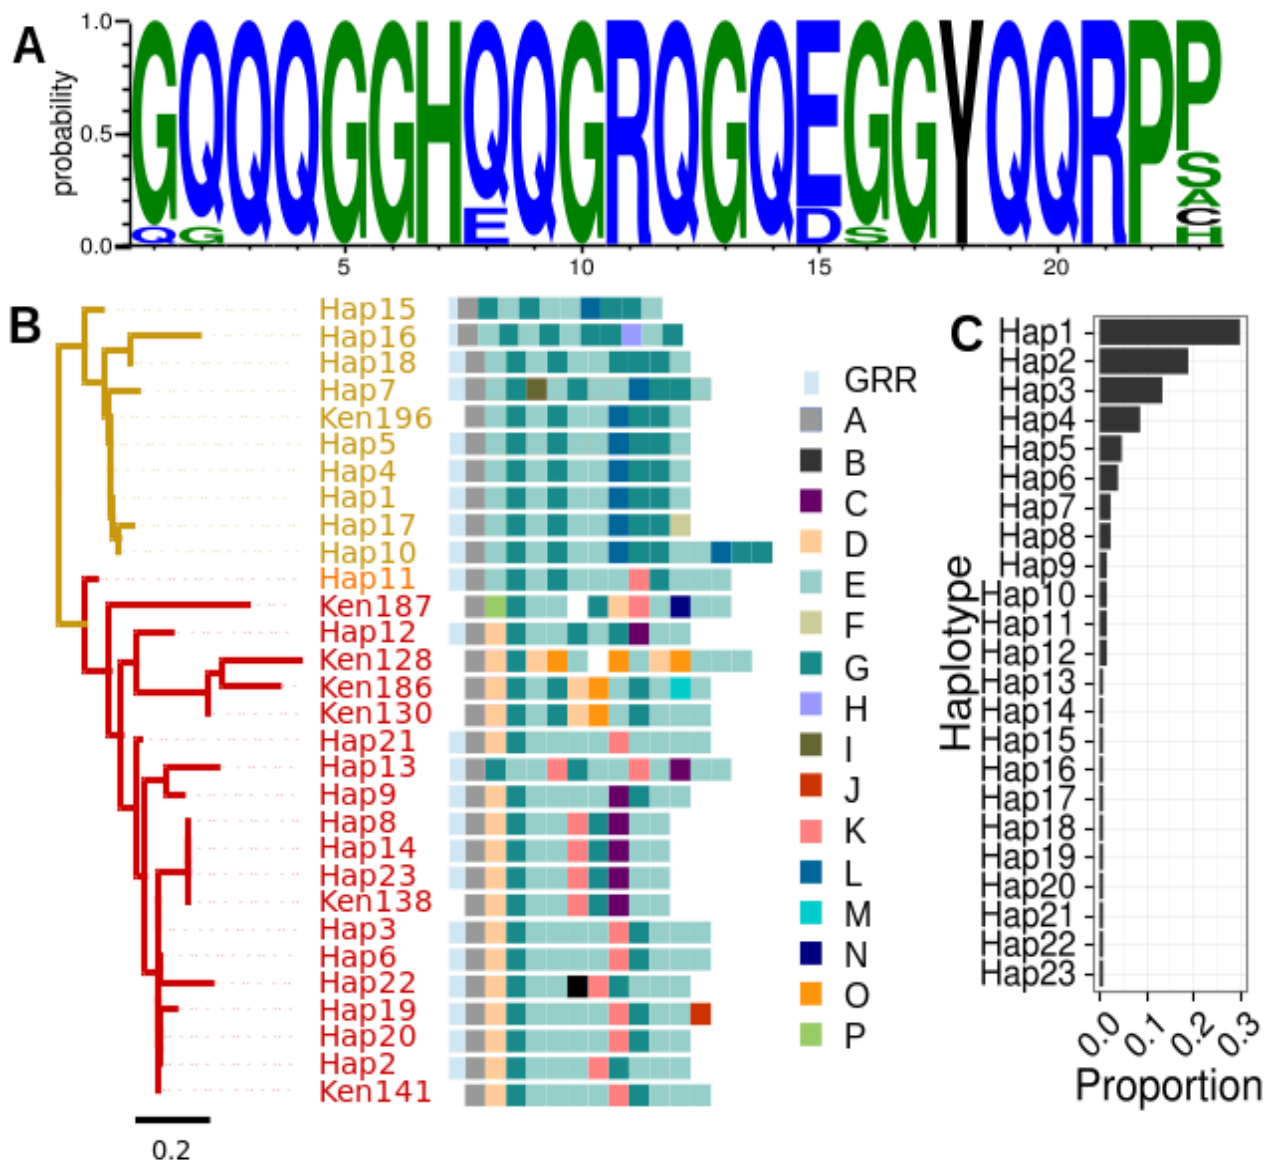 A
probability
1.0
0.5
0.0
GQQQGGHQQGRQGQEGGYQQRPP
QG
E
D
S
S
A
C
H
5
10
15
20
B
Hap15
Hap16
Hap18
Hap7
Ken196
Hap5
Hap4
Hap1
Hap17
Hap10
Hap11
Ken187
Hap12
Ken128
Ken186
Ken130
Hap21
Hap13
Hap9
Hap8
Hap14
Hap23
Ken138
Hap3
Hap6
Hap22
Hap19
Hap20
Hap2
Ken141
0.2
GRR
A
B
C
D
E
F
G
H
I
J
K
L
M
N
O
P
C
Haplotype
Hap1
Hap2
Hap3
Hap4
Hap5
Hap6
Hap7
Hap8
Hap9
Hap10
Hap11
Hap12
Hap13
Hap14
Hap15
Hap16
Hap17
Hap18
Hap19
Hap20
Hap21
Hap22
Hap23
0.0
0.1
0.2
0.3
Proportion